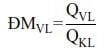 ĐM_VL = Q_VL / Q_KL